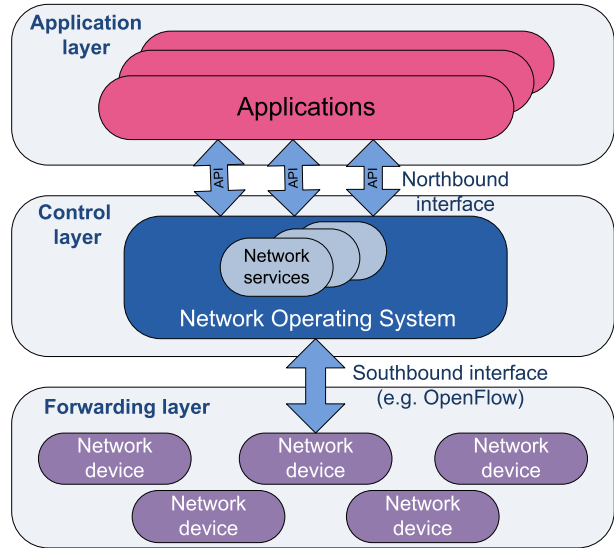 Application
layer
Applications
API
API
API
Northbound
interface
Control
layer
Network
services
Network Operating System
Southbound interface
(e.g. OpenFlow)
Forwarding layer
Network
device
Network
device
Network
device
Network
device
Network
device